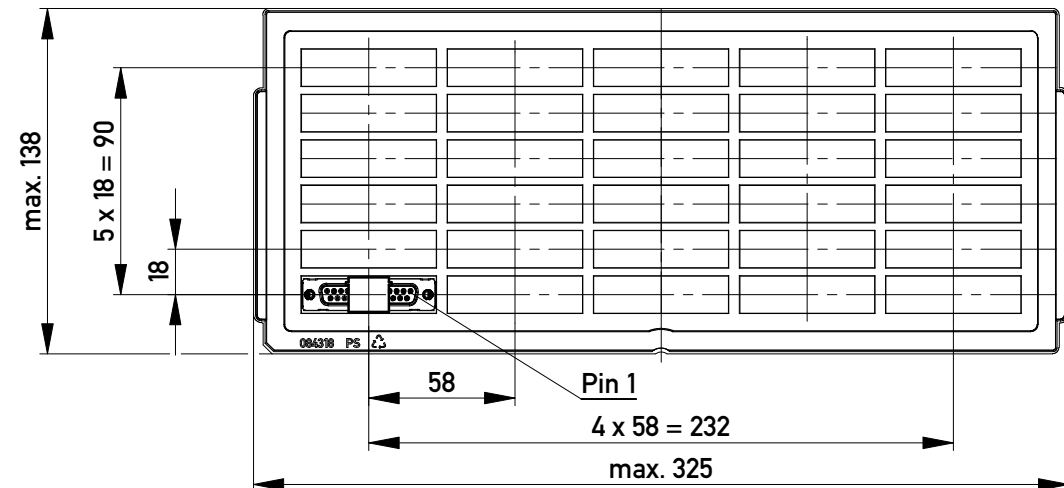 max. 138
5 x 18 = 90
18
084318 PS
58
Pin 1
4 x 58 = 232
max. 325